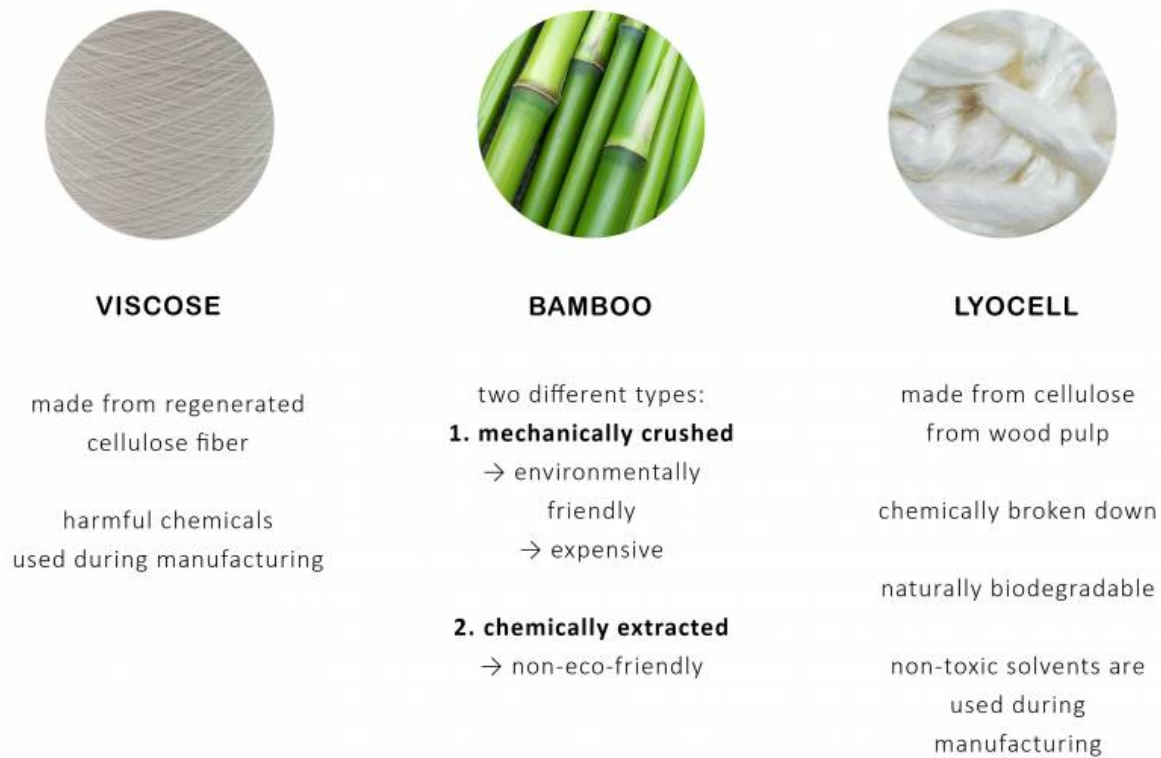 VISCOSE
made from regenerated
cellulose fiber
harmful chemicals
used during manufacturing
BAMBOO
two different types:
1. mechanically crushed
→ environmentally
friendly
→ expensive
2. chemically extracted
→ non-eco-friendly
LYOCELL
made from cellulose
from wood pulp
chemically broken down
naturally biodegradable
non-toxic solvents are
used during
manufacturing